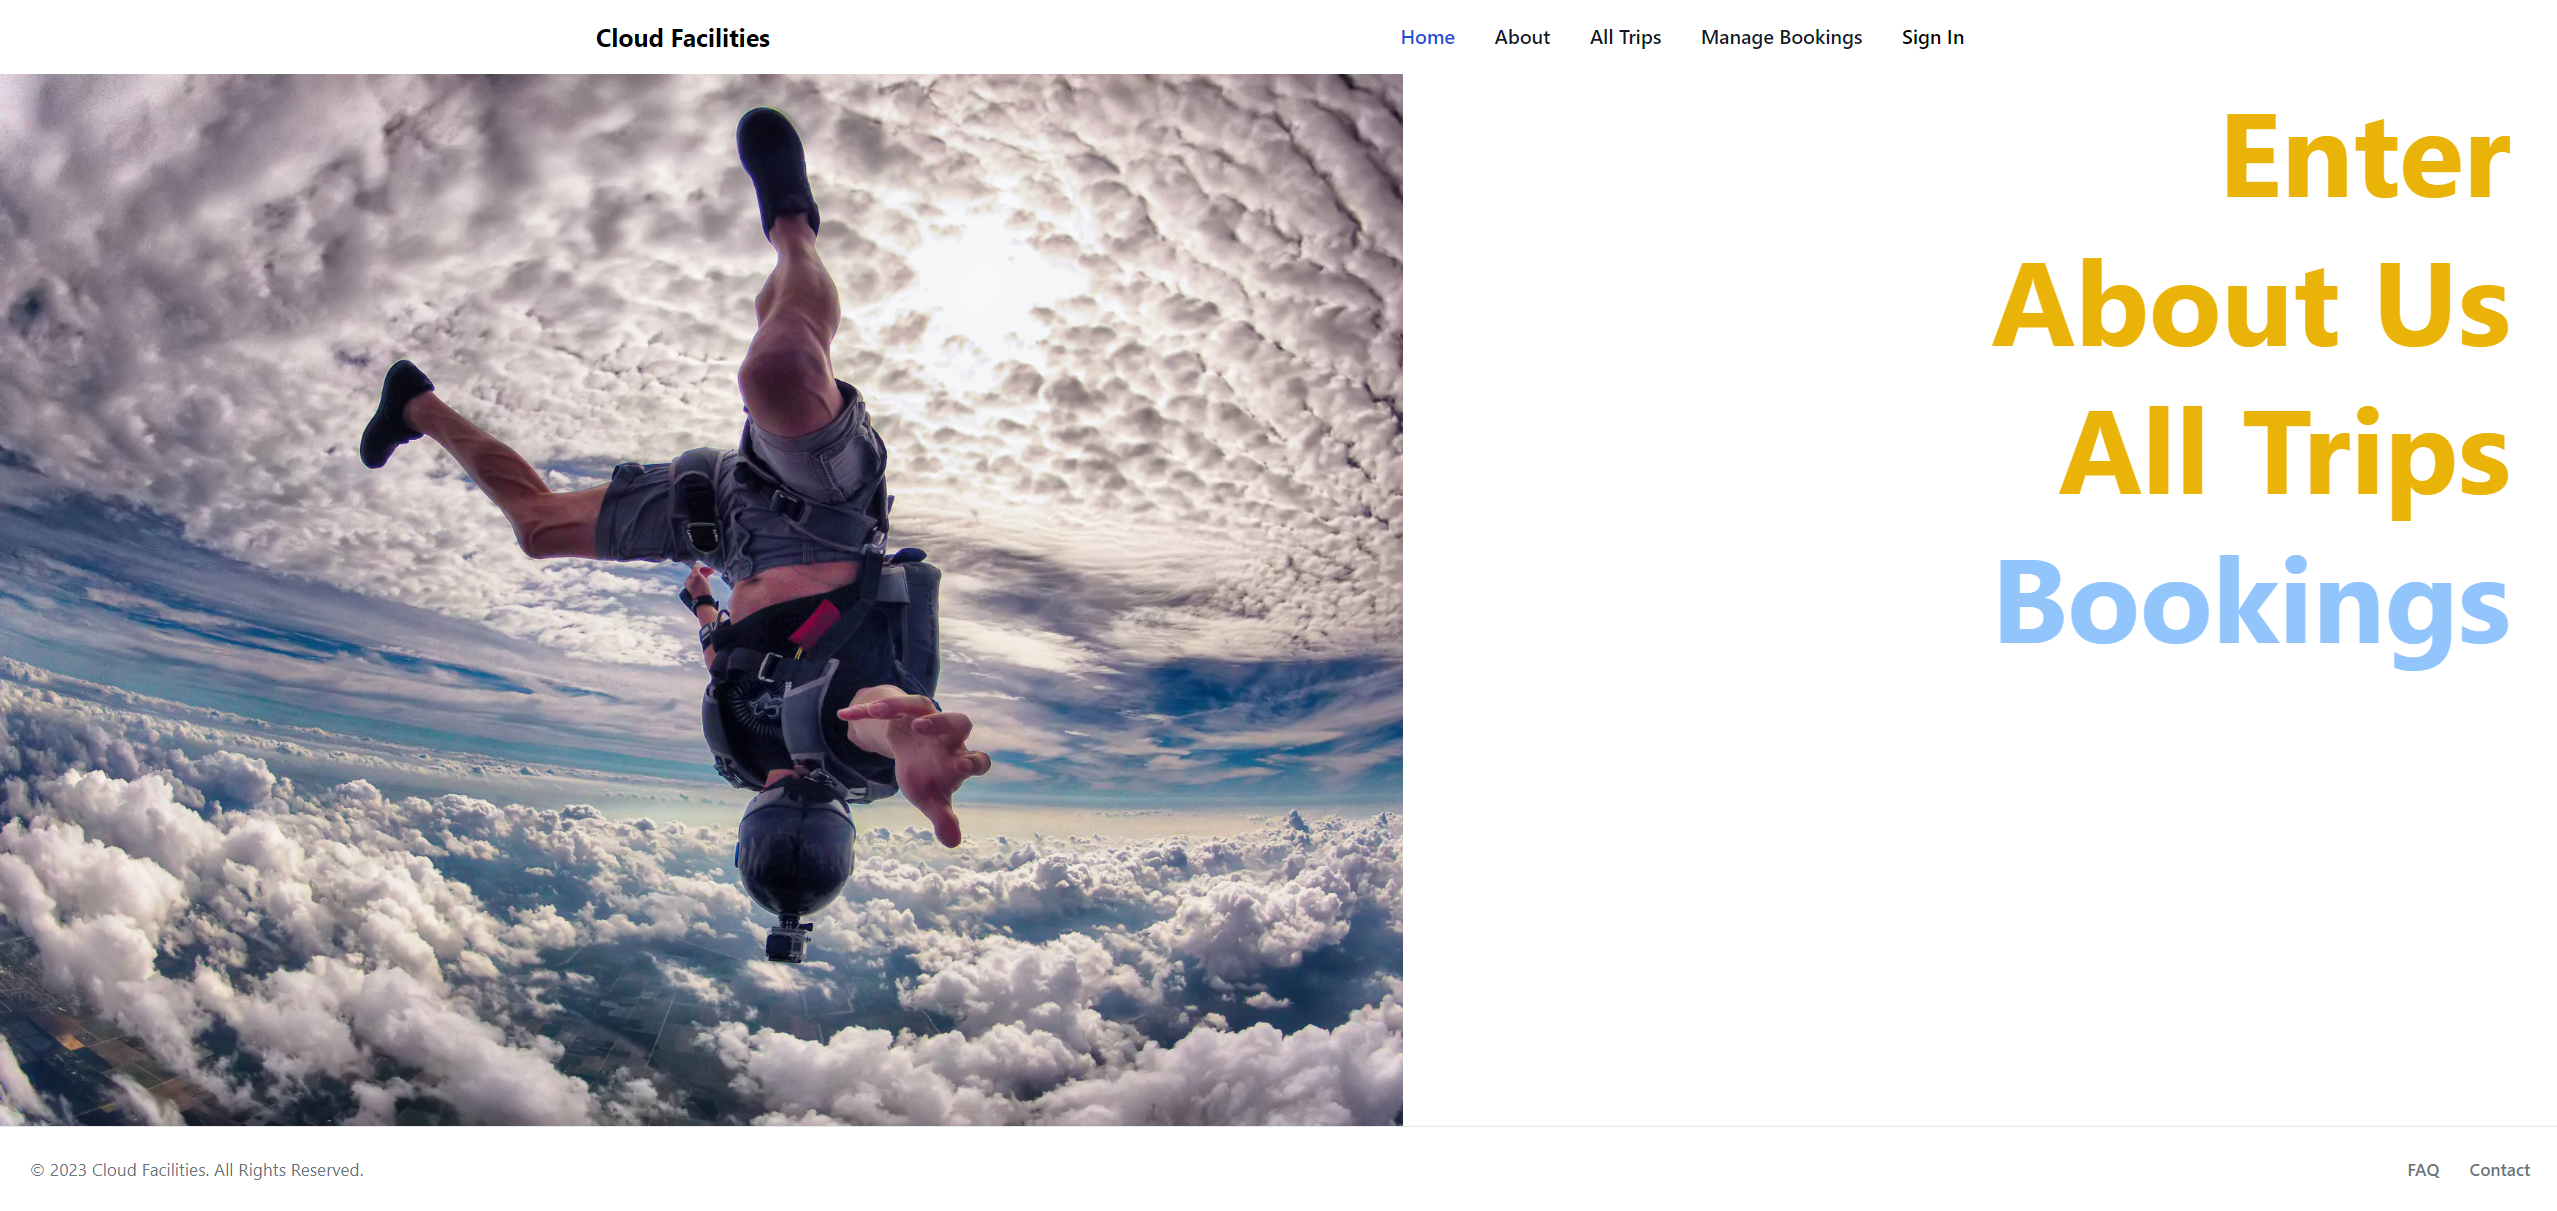 Cloud Facilities
Home About All Trips Manage Bookings Sign In
Enter
About Us
All Trips
Bookings
© 2023 Cloud Facilities. All Rights Reserved.
FAQ Contact